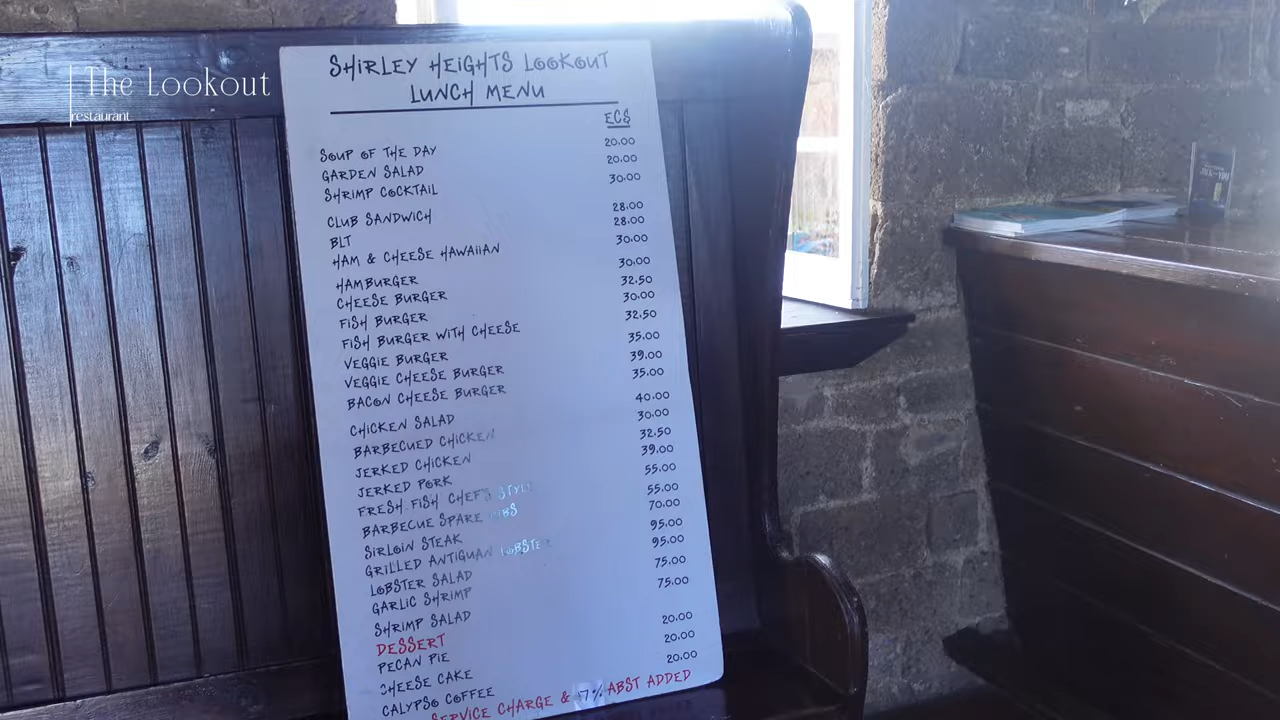 The Lookout
restaurant
SHIRLEY HEIGHTS LOOKOUT
LUNCH MENU
EC$
SOUP OF THE DAY 20.00
GARDEN SALAD 20.00
SHRIMP COCKTAIL 30.00
CLUB SANDWICH 28.00
BLT 28.00
HAM & CHEESE HAWAIIAN 30.00
HAMBURGER 30.00
CHEESE BURGER 32.50
FISH BURGER 30.00
FISH BURGER WITH CHEESE 32.50
VEGGIE BURGER 35.00
VEGGIE CHEESE BURGER 39.00
BACON CHEESE BURGER 35.00
CHICKEN SALAD 40.00
BARBECUED CHICKEN 30.00
JERKED CHICKEN 32.50
JERKED PORK 39.00
FRESH FISH CHEF'S STYLE 55.00
BARBECUE SPARE RIBS 55.00
SIRLOIN STEAK 70.00
GRILLED ANTIGUAN LOBSTER 95.00
LOBSTER SALAD 95.00
GARLIC SHRIMP 75.00
SHRIMP SALAD 75.00
DESSERT
PECAN PIE 20.00
CHEESE CAKE 20.00
CALYPSO COFFEE 20.00
SERVICE CHARGE & 7% ABST ADDED